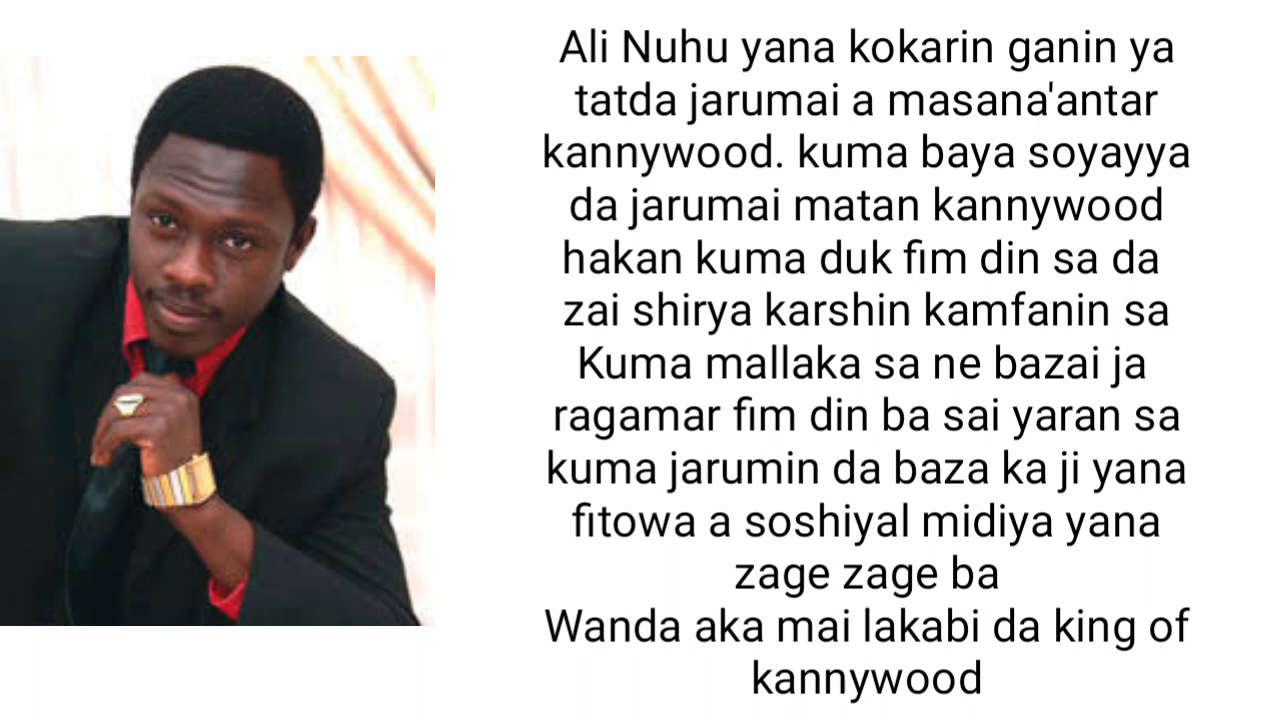 Ali Nuhu yana kokarin ganin ya
tatda jarumai a masana'antar
kannywood. kuma baya soyayya
da jarumai matan kannywood
hakan kuma duk fim din sa da
zai shirya karshin kamfanin sa
Kuma mallaka sa ne bazai ja
ragamar fim din ba sai yaran sa
kuma jarumin da baza ka ji yana
fitowa a soshiyal midiya yana
zage zage ba
Wanda aka mai lakabi da king of
kannywood